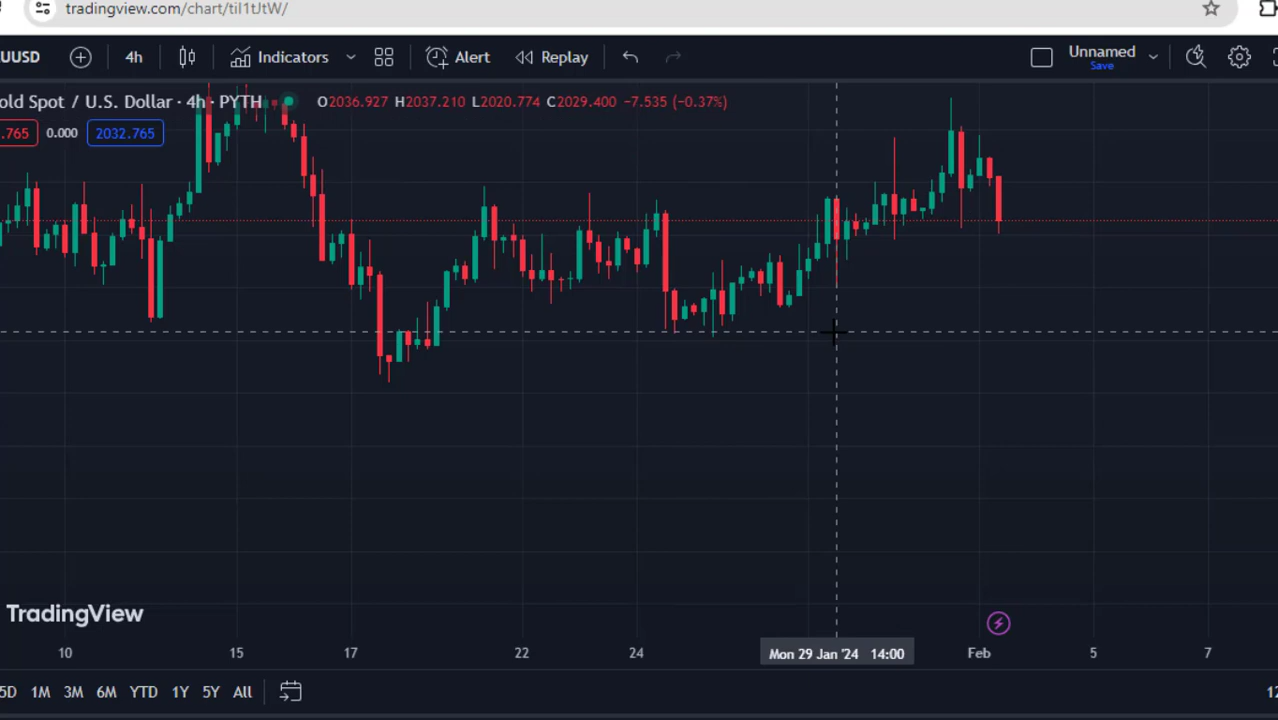 tradingview.com/chart/til1tJtW/
UUSD 4h Indicators Alert Replay Unnamed
Save
old Spot / U.S. Dollar · 4h · PYTH O2036.927 H2037.210 L2020.774 C2029.400 −7.535 (−0.37%)
.765 0.000 2032.765
TradingView
10 15 17 22 24 Mon 29 Jan '24 14:00 Feb 5 7
5D 1M 3M 6M YTD 1Y 5Y All 12